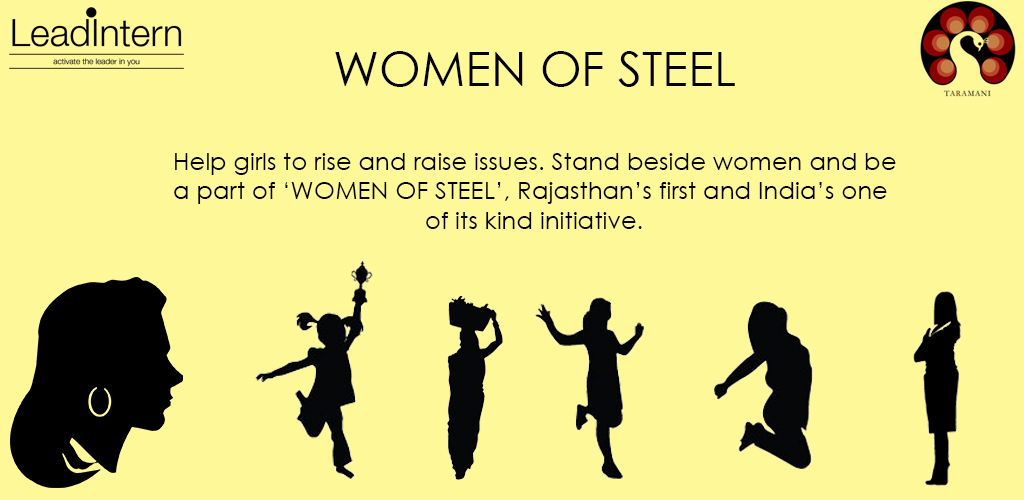 LeadIntern
activate the leader in you
TARAMANI
WOMEN OF STEEL
Help girls to rise and raise issues. Stand beside women and be
a part of ‘WOMEN OF STEEL’, Rajasthan’s first and India’s one
of its kind initiative.